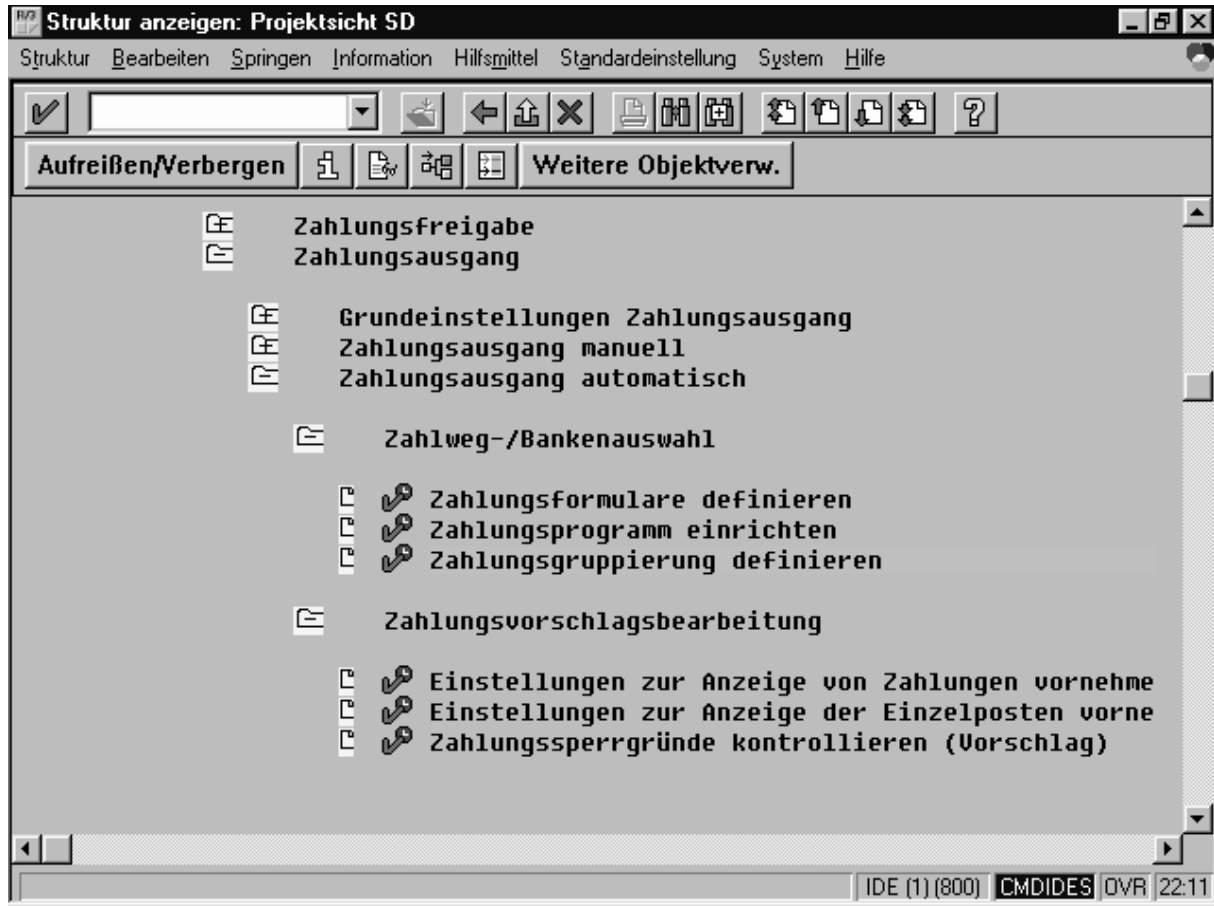 R/3 Struktur anzeigen: Projektsicht SD
Struktur Bearbeiten Springen Information Hilfsmittel Standardeinstellung System Hilfe
Aufreißen/Verbergen Weitere Objektverw.
Zahlungsfreigabe
Zahlungsausgang
Grundeinstellungen Zahlungsausgang
Zahlungsausgang manuell
Zahlungsausgang automatisch
Zahlweg-/Bankenauswahl
Zahlungsformulare definieren
Zahlungsprogramm einrichten
Zahlungsgruppierung definieren
Zahlungsvorschlagsbearbeitung
Einstellungen zur Anzeige von Zahlungen vornehme
Einstellungen zur Anzeige der Einzelposten vorne
Zahlungssperrgründe kontrollieren (Vorschlag)
IDE (1) (800) CMDIDES OVR 22:11